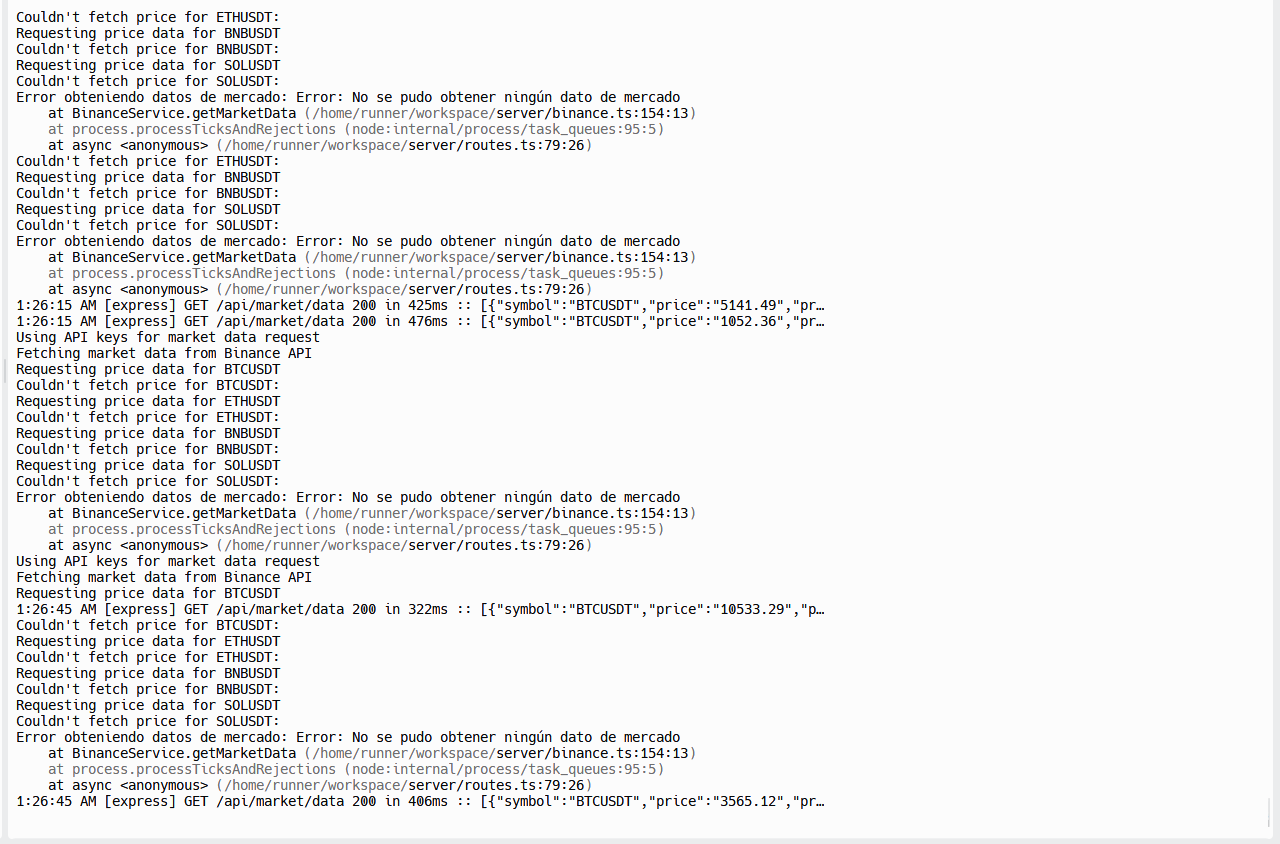 Couldn't fetch price for ETHUSDT:
Requesting price data for BNBUSDT
Couldn't fetch price for BNBUSDT:
Requesting price data for SOLUSDT
Couldn't fetch price for SOLUSDT:
Error obteniendo datos de mercado: Error: No se pudo obtener ningún dato de mercado
    at BinanceService.getMarketData (/home/runner/workspace/server/binance.ts:154:13)
    at process.processTicksAndRejections (node:internal/process/task_queues:95:5)
    at async <anonymous> (/home/runner/workspace/server/routes.ts:79:26)
Couldn't fetch price for ETHUSDT:
Requesting price data for BNBUSDT
Couldn't fetch price for BNBUSDT:
Requesting price data for SOLUSDT
Couldn't fetch price for SOLUSDT:
Error obteniendo datos de mercado: Error: No se pudo obtener ningún dato de mercado
    at BinanceService.getMarketData (/home/runner/workspace/server/binance.ts:154:13)
    at process.processTicksAndRejections (node:internal/process/task_queues:95:5)
    at async <anonymous> (/home/runner/workspace/server/routes.ts:79:26)
1:26:15 AM [express] GET /api/market/data 200 in 425ms :: [{"symbol":"BTCUSDT","price":"5141.49","pr…
1:26:15 AM [express] GET /api/market/data 200 in 476ms :: [{"symbol":"BTCUSDT","price":"1052.36","pr…
Using API keys for market data request
Fetching market data from Binance API
Requesting price data for BTCUSDT
Couldn't fetch price for BTCUSDT:
Requesting price data for ETHUSDT
Couldn't fetch price for ETHUSDT:
Requesting price data for BNBUSDT
Couldn't fetch price for BNBUSDT:
Requesting price data for SOLUSDT
Couldn't fetch price for SOLUSDT:
Error obteniendo datos de mercado: Error: No se pudo obtener ningún dato de mercado
    at BinanceService.getMarketData (/home/runner/workspace/server/binance.ts:154:13)
    at process.processTicksAndRejections (node:internal/process/task_queues:95:5)
    at async <anonymous> (/home/runner/workspace/server/routes.ts:79:26)
Using API keys for market data request
Fetching market data from Binance API
Requesting price data for BTCUSDT
1:26:45 AM [express] GET /api/market/data 200 in 322ms :: [{"symbol":"BTCUSDT","price":"10533.29","p…
Couldn't fetch price for BTCUSDT:
Requesting price data for ETHUSDT
Couldn't fetch price for ETHUSDT:
Requesting price data for BNBUSDT
Couldn't fetch price for BNBUSDT:
Requesting price data for SOLUSDT
Couldn't fetch price for SOLUSDT:
Error obteniendo datos de mercado: Error: No se pudo obtener ningún dato de mercado
    at BinanceService.getMarketData (/home/runner/workspace/server/binance.ts:154:13)
    at process.processTicksAndRejections (node:internal/process/task_queues:95:5)
    at async <anonymous> (/home/runner/workspace/server/routes.ts:79:26)
1:26:45 AM [express] GET /api/market/data 200 in 406ms :: [{"symbol":"BTCUSDT","price":"3565.12","pr…